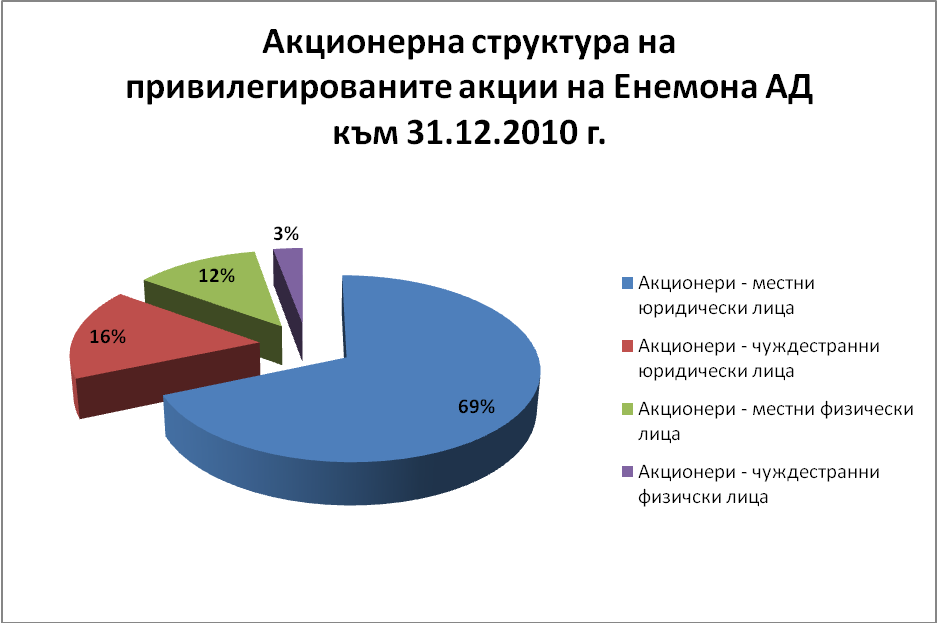 Акционерна структура на
привилегированите акции на Енемона АД
към 31.12.2010 г.
3%
12%
16%
69%
Акционери - местни
юридически лица
Акционери - чуждестранни
юридически лица
Акционери - местни физически
лица
Акционери - чуждестранни
физичски лица